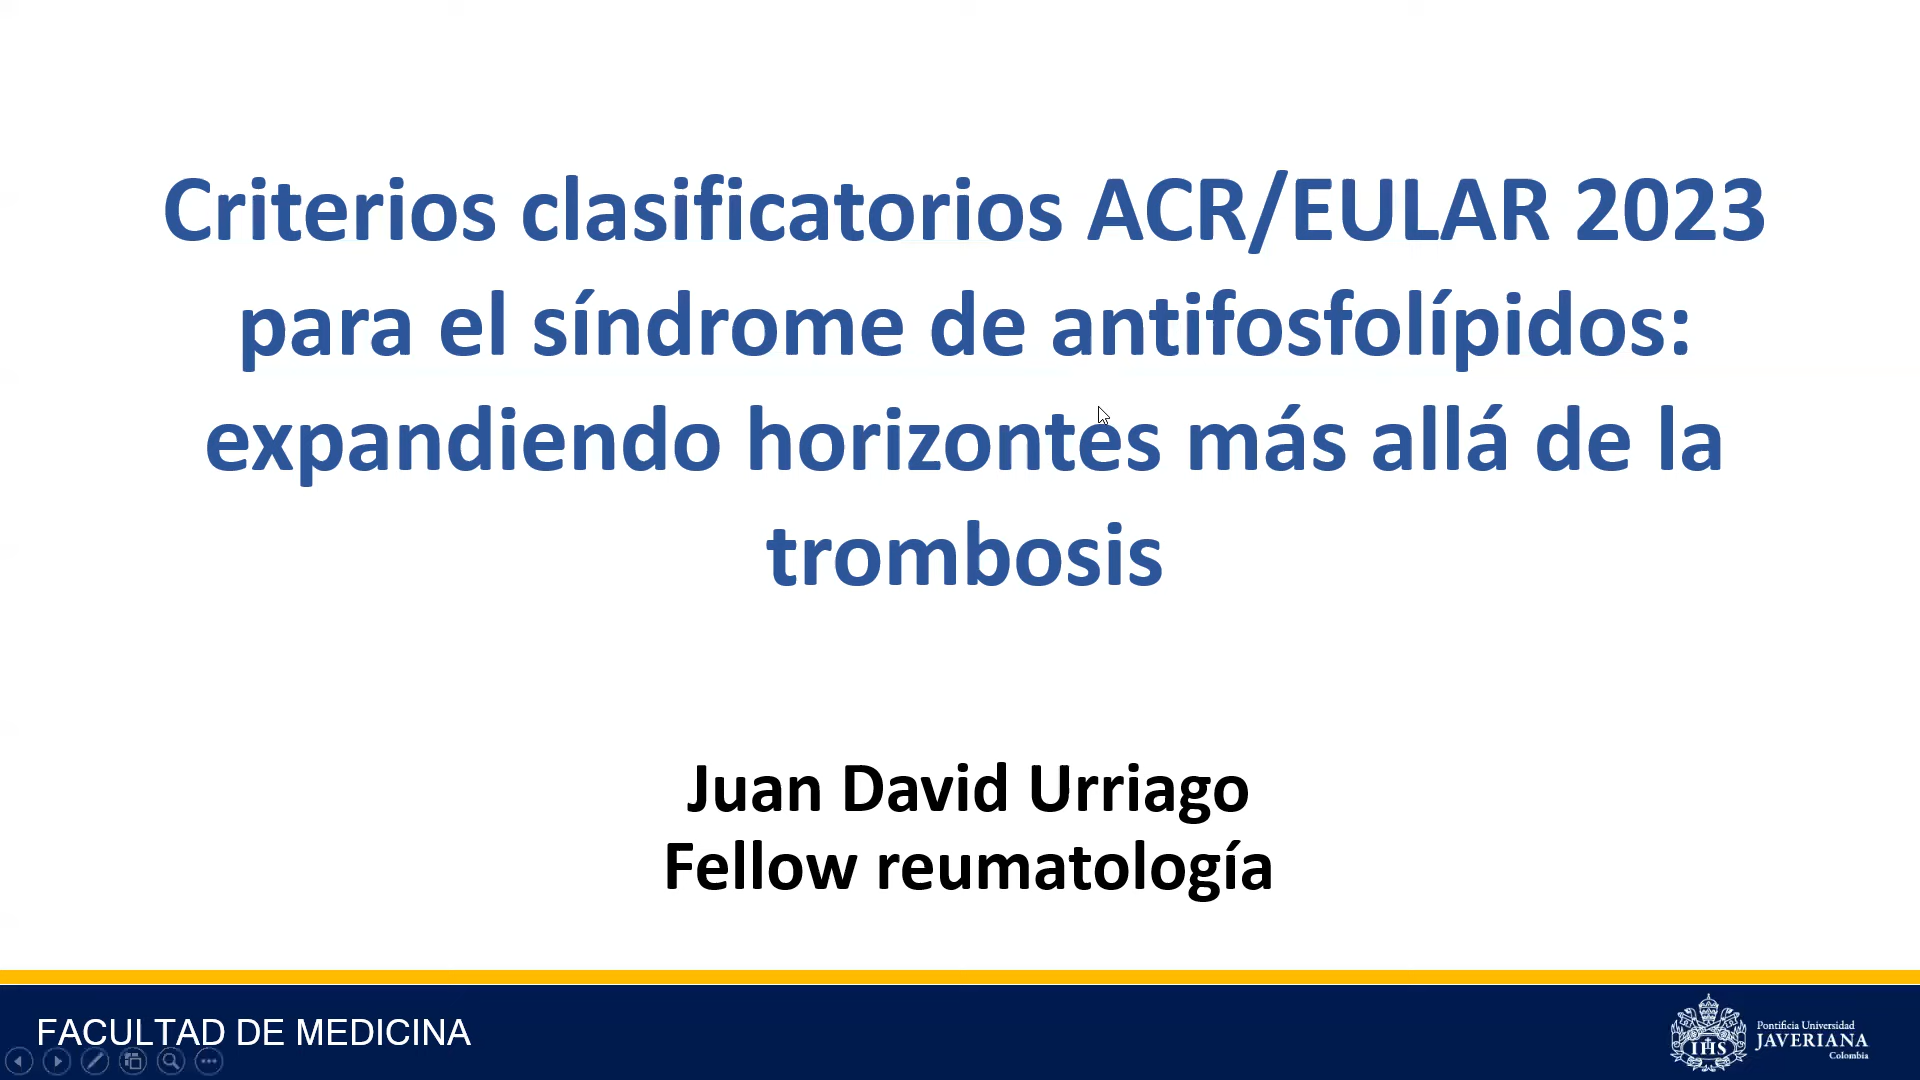 Criterios clasificatorios ACR/EULAR 2023
para el síndrome de antifosfolípidos:
expandiendo horizontes más allá de la
trombosis
Juan David Urriago
Fellow reumatología
FACULTAD DE MEDICINA
IHS
Pontificia Universidad
JAVERIANA
Colombia